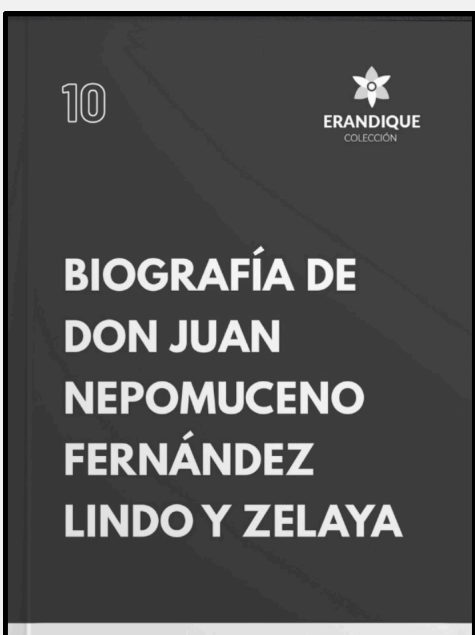 10
ERANDIQUE
COLECCIÓN
BIOGRAFÍA DE
DON JUAN
NEPOMUCENO
FERNÁNDEZ
LINDO Y ZELAYA